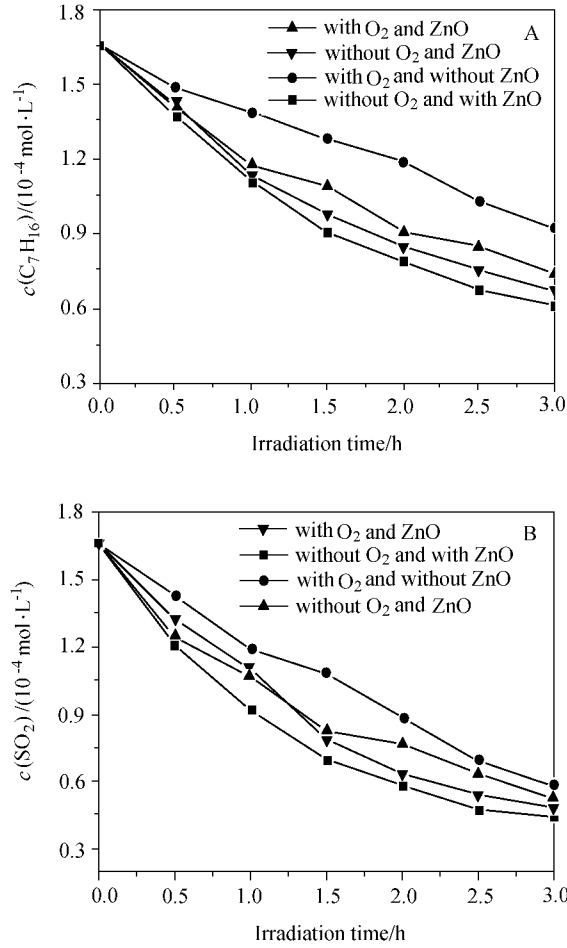 1.8
with O₂ and ZnO
A
without O₂ and ZnO
1.5
with O₂ and without ZnO
without O₂ and with ZnO
1.2
0.9
0.6
0.3
c(C₇H₁₆)/(10⁻⁴ mol·L⁻¹)
0.0 0.5 1.0 1.5 2.0 2.5 3.0
Irradiation time/h
1.8
with O₂ and ZnO
B
without O₂ and with ZnO
1.5
with O₂ and without ZnO
without O₂ and ZnO
1.2
0.9
0.6
0.3
c(SO₂)/(10⁻⁴ mol·L⁻¹)
0.0 0.5 1.0 1.5 2.0 2.5 3.0
Irradiation time/h